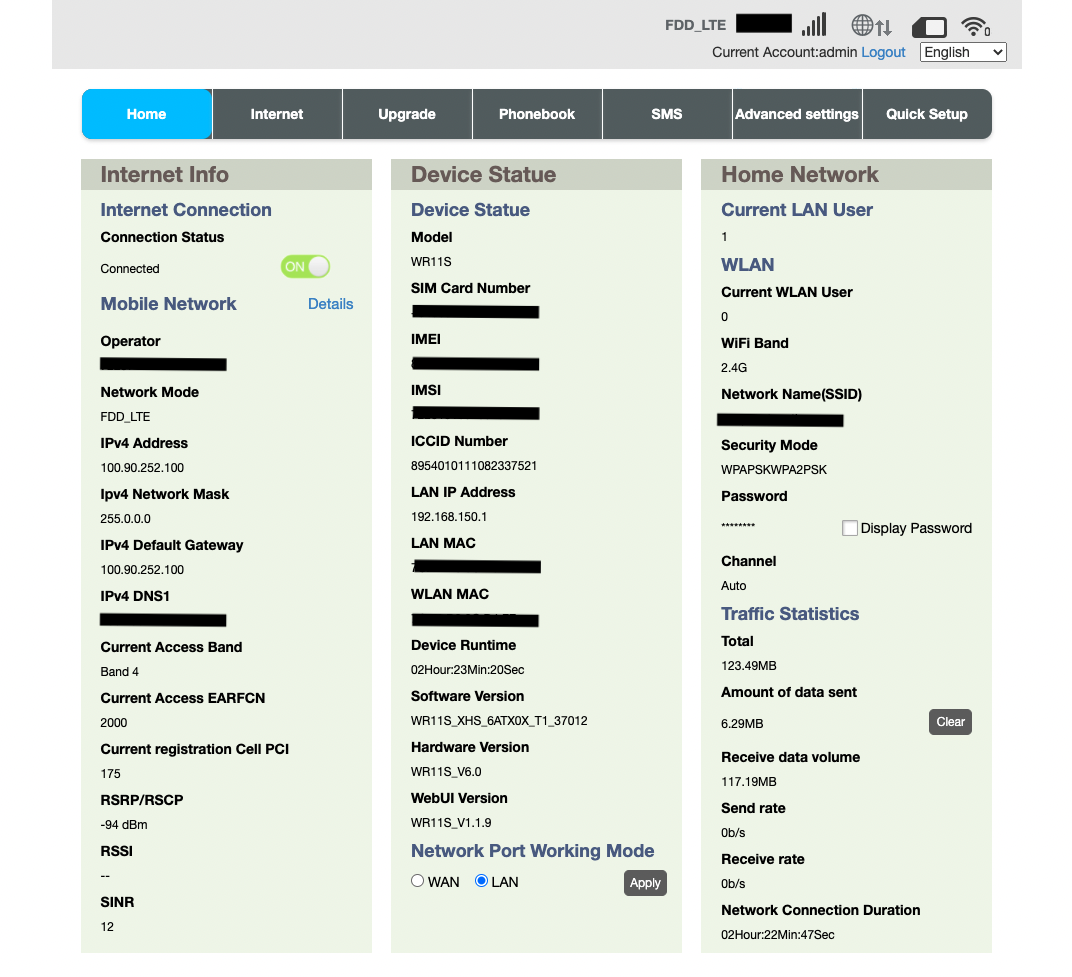 FDD_LTE
Current Account:admin Logout English
Home Internet Upgrade Phonebook SMS Advanced settings Quick Setup
Internet Info
Internet Connection
Connection Status
Connected ON
Mobile Network Details
Operator
Network Mode
FDD_LTE
IPv4 Address
100.90.252.100
Ipv4 Network Mask
255.0.0.0
IPv4 Default Gateway
100.90.252.100
IPv4 DNS1
Current Access Band
Band 4
Current Access EARFCN
2000
Current registration Cell PCI
175
RSRP/RSCP
-94 dBm
RSSI
--
SINR
12
Device Statue
Device Statue
Model
WR11S
SIM Card Number
IMEI
IMSI
ICCID Number
8954010111082337521
LAN IP Address
192.168.150.1
LAN MAC
WLAN MAC
Device Runtime
02Hour:23Min:20Sec
Software Version
WR11S_XHS_6ATX0X_T1_37012
Hardware Version
WR11S_V6.0
WebUI Version
WR11S_V1.1.9
Network Port Working Mode
WAN LAN Apply
Home Network
Current LAN User
1
WLAN
Current WLAN User
0
WiFi Band
2.4G
Network Name(SSID)
Security Mode
WPAPSKWPA2PSK
Password
******** Display Password
Channel
Auto
Traffic Statistics
Total
123.49MB
Amount of data sent
6.29MB Clear
Receive data volume
117.19MB
Send rate
0b/s
Receive rate
0b/s
Network Connection Duration
02Hour:22Min:47Sec